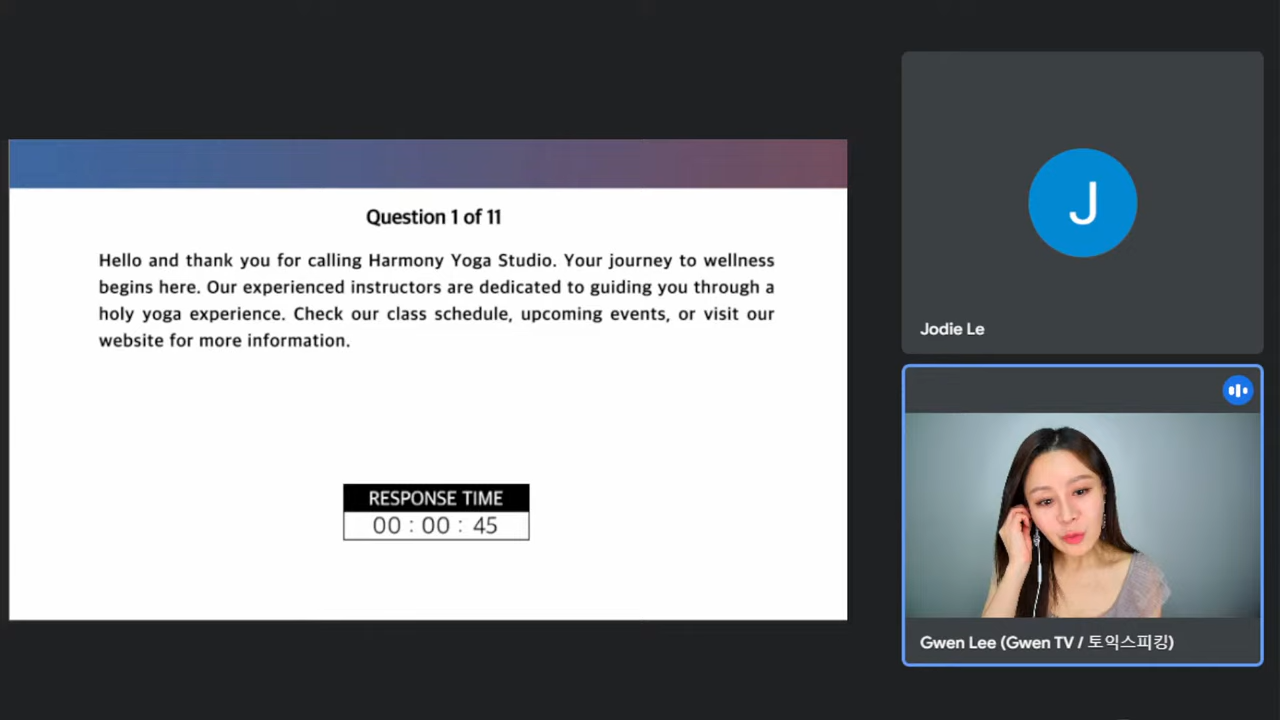 Question 1 of 11
Hello and thank you for calling Harmony Yoga Studio. Your journey to wellness
begins here. Our experienced instructors are dedicated to guiding you through a
holy yoga experience. Check our class schedule, upcoming events, or visit our
website for more information.
RESPONSE TIME
00 : 00 : 45
J
Jodie Le
Gwen Lee (Gwen TV / 토익스피킹)